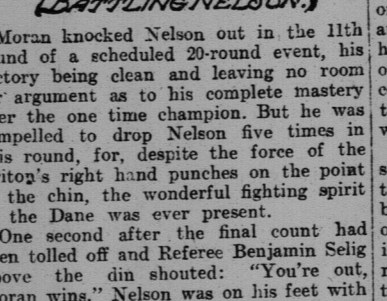 (BATTLING NELSON.)
Moran knocked Nelson out in the 11th
und of a scheduled 20-round event, his
ctory being clean and leaving no room
argument as to his complete mastery
er the one time champion. But he was
mpelled to drop Nelson five times in
is round, for, despite the force of the
iton's right hand punches on the point
the chin, the wonderful fighting spirit
the Dane was ever present.
One second after the final count had
en tolled off and Referee Benjamin Selig
ove the din shouted: "You're out,
oran wins." Nelson was on his feet with